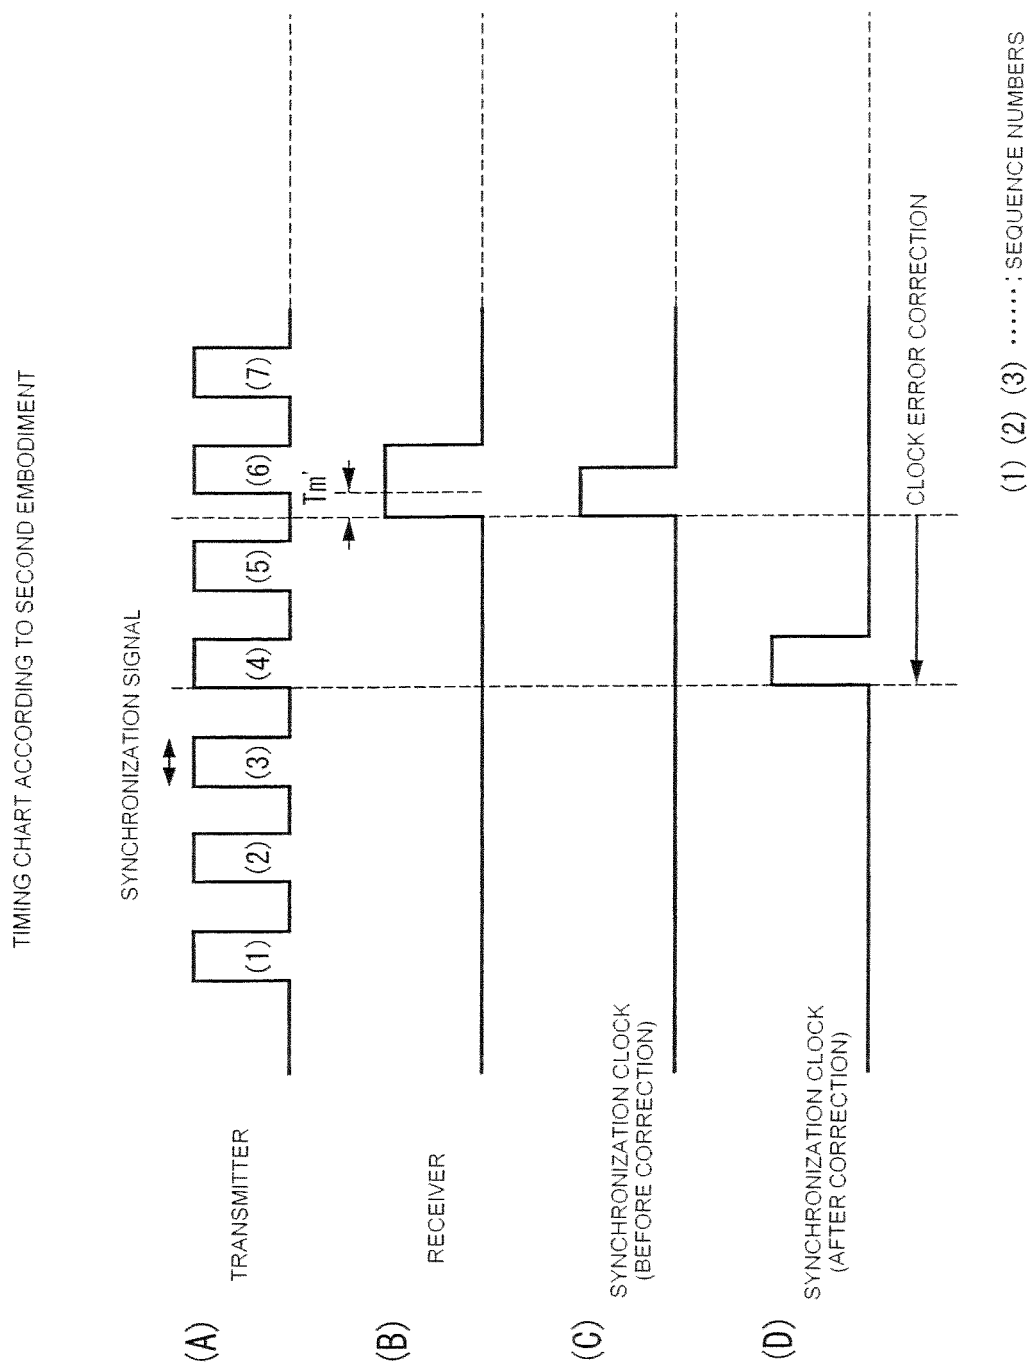 TIMING CHART ACCORDING TO SECOND EMBODIMENT
SYNCHRONIZATION SIGNAL
(A)
TRANSMITTER
(1)
(2)
(3)
(4)
(5)
(6)
(7)
Tm'
(B)
RECEIVER
(C)
SYNCHRONIZATION CLOCK
(BEFORE CORRECTION)
(D)
SYNCHRONIZATION CLOCK
(AFTER CORRECTION)
CLOCK ERROR CORRECTION
(1) (2) (3) ······: SEQUENCE NUMBERS